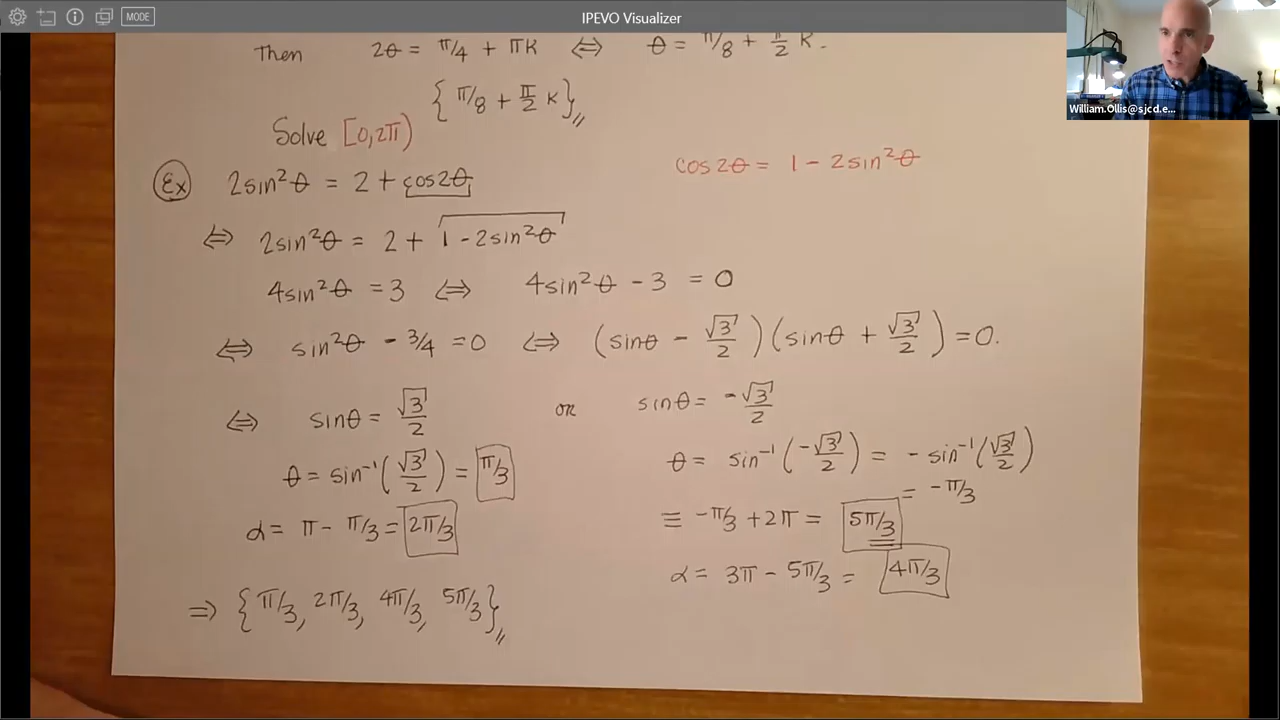 MODE
IPEVO Visualizer
William.Ollis@sjcd.e...
Then 2θ = π/4 + πK ⇔ θ = π/8 + π/2 K.
{π/8 + π/2 K}
Solve [0,2π)
Ex 2sin²θ = 2 + cos2θ
cos2θ = 1 - 2sin²θ
⇔ 2sin²θ = 2 + 1 - 2sin²θ
4sin²θ = 3 ⇔ 4sin²θ - 3 = 0
⇔ sin²θ - 3/4 = 0 ⇔ (sinθ - √3/2)(sinθ + √3/2) = 0.
⇔ sinθ = √3/2 or sinθ = -√3/2
θ = sin⁻¹(√3/2) = π/3
α = π - π/3 = 2π/3
θ = sin⁻¹(-√3/2) = - sin⁻¹(√3/2)
= -π/3
≡ -π/3 + 2π = 5π/3
α = 3π - 5π/3 = 4π/3
⇒ {π/3, 2π/3, 4π/3, 5π/3}